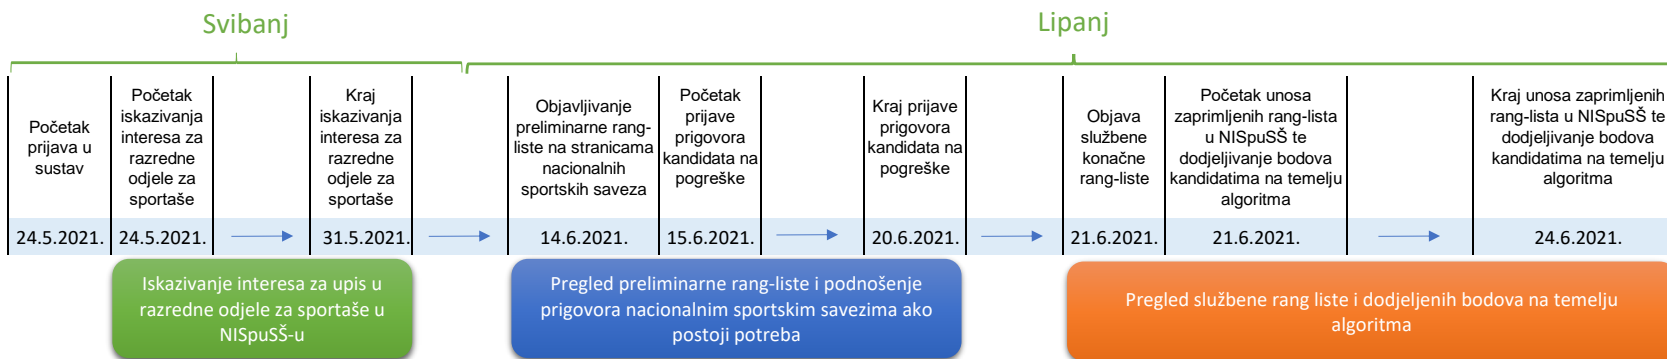 Svibanj
Lipanj
Početak
prijava u
sustav
Početak
iskazivanja
interesa za
razredne
odjele za
sportaše
Kraj
iskazivanja
interesa za
razredne
odjele za
sportaše
Objavljivanje
preliminarne rang-
liste na stranicama
nacionalnih
sportskih saveza
Početak
prijave
prigovora
kandidata na
pogreške
Kraj prijave
prigovora
kandidata na
pogreške
Objava
službene
konačne
rang-liste
Početak unosa
zaprimljenih rang-lista
u NISpuSŠ te
dodjeljivanje bodova
kandidatima na temelju
algoritma
Kraj unosa zaprimljenih
rang-lista u NISpuSŠ te
dodjeljivanje bodova
kandidatima na temelju
algoritma
24.5.2021.
24.5.2021.
31.5.2021.
14.6.2021.
15.6.2021.
20.6.2021.
21.6.2021.
21.6.2021.
24.6.2021.
Iskazivanje interesa za upis u
razredne odjele za sportaše u
NISpuSŠ-u
Pregled preliminarne rang-liste i podnošenje
prigovora nacionalnim sportskim savezima ako
postoji potreba
Pregled službene rang liste i dodjeljenih bodova na temelju
algoritma